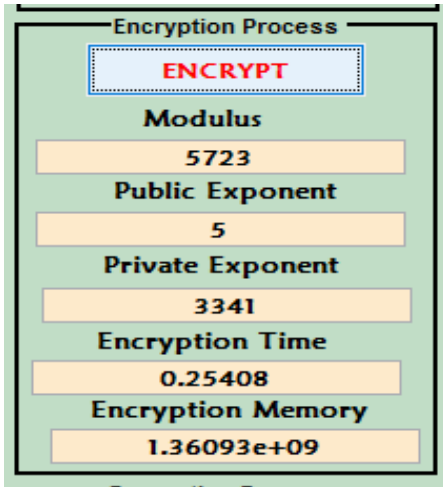 Encryption Process
ENCRYPT
Modulus
5723
Public Exponent
5
Private Exponent
3341
Encryption Time
0.25408
Encryption Memory
1.36093e+09